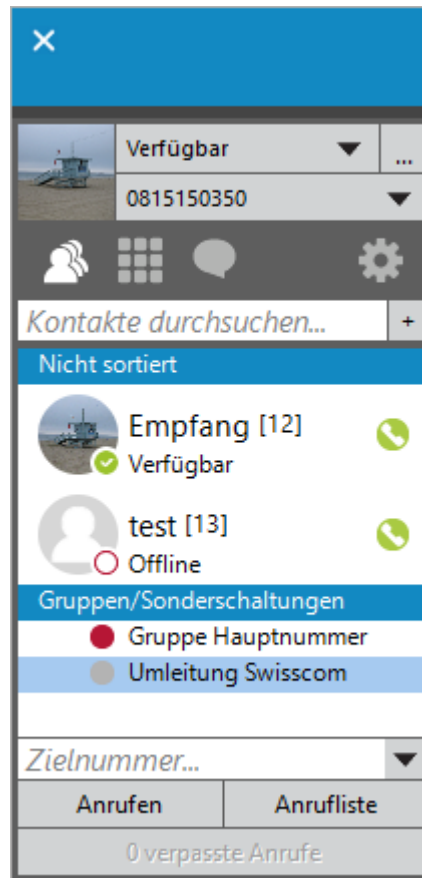 Verfügbar
...
0815150350
Kontakte durchsuchen...
+
Nicht sortiert
Empfang [12]
Verfügbar
test [13]
Offline
Gruppen/Sonderschaltungen
Gruppe Hauptnummer
Umleitung Swisscom
Zielnummer...
Anrufen Anrufliste
0 verpasste Anrufe